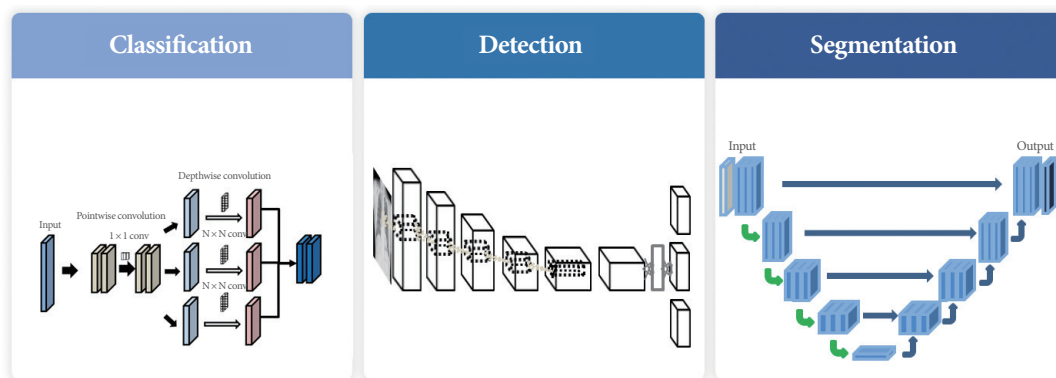 Classification
Detection
Segmentation
Depthwise convolution
Pointwise convolution
Input
1 × 1 conv
N × N conv
N × N conv
Input
Output